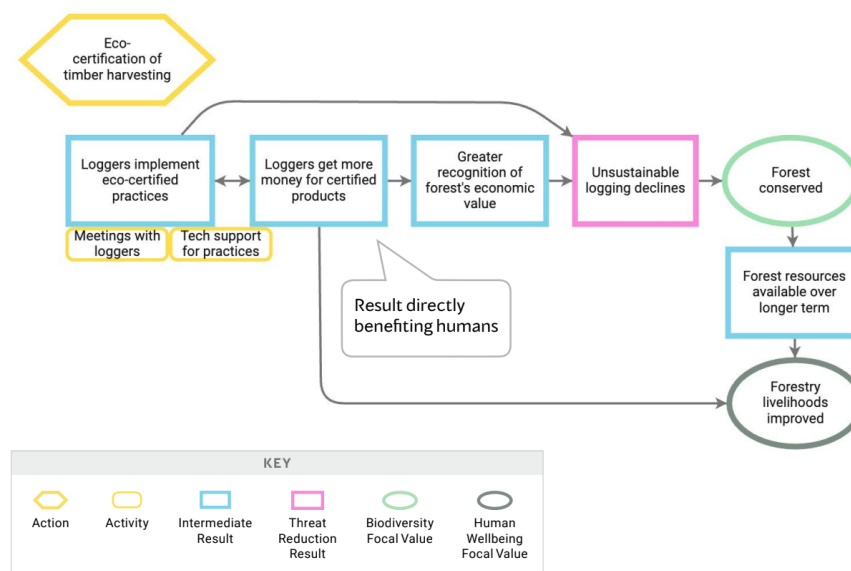 Eco-
certification of
timber harvesting
Loggers implement
eco-certified
practices
Loggers get more
money for certified
products
Greater
recognition of
forest's economic
value
Unsustainable
logging declines
Forest
conserved
Meetings with
loggers
Tech support
for practices
Result directly
benefiting humans
Forest resources
available over
longer term
Forestry
livelihoods
improved
KEY
Action
Activity
Intermediate
Result
Threat
Reduction
Result
Biodiversity
Focal Value
Human
Wellbeing
Focal Value